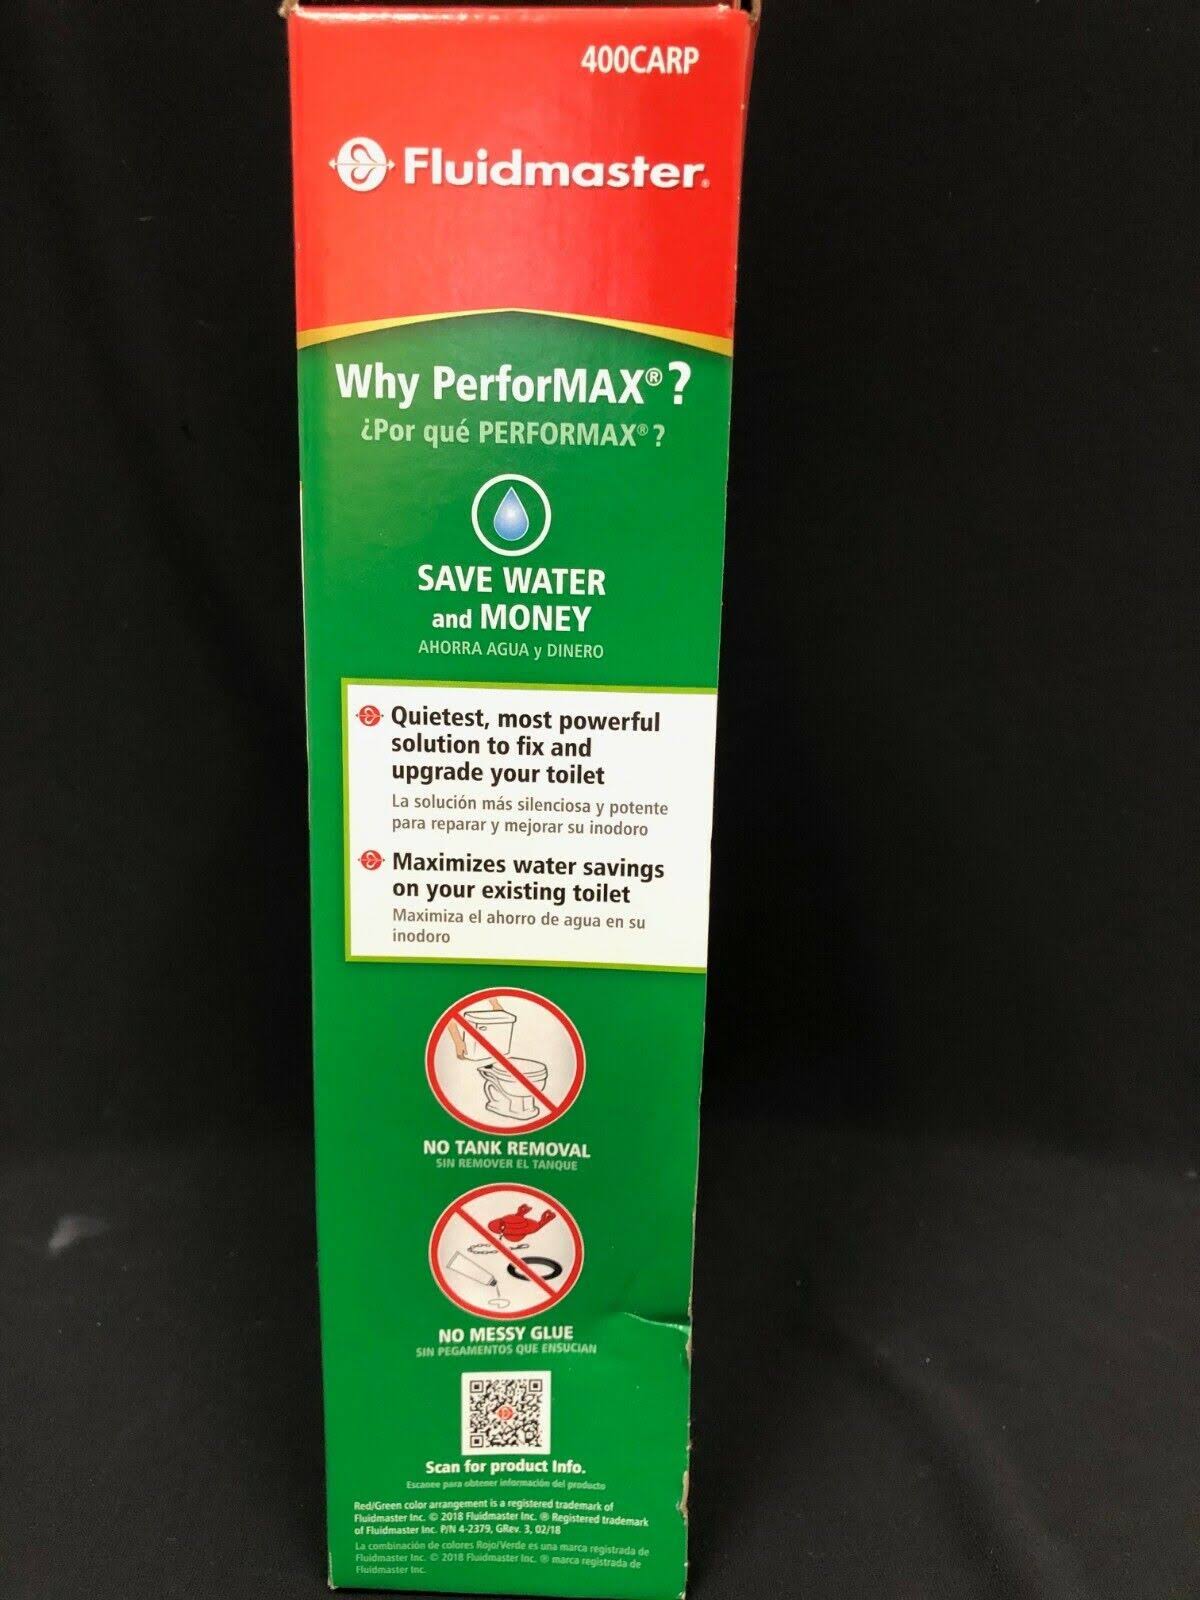 400CARP
Fluidmaster®
Why PerforMAX®?
¿Por qué PERFORMAX®?
SAVE WATER
and MONEY
AHORRA AGUA y DINERO
Quietest, most powerful
solution to fix and
upgrade your toilet
La solución más silenciosa y potente
para reparar y mejorar su inodoro
Maximizes water savings
on your existing toilet
Maximiza el ahorro de agua en su
inodoro
NO TANK REMOVAL
SIN REMOVER EL TANQUE
NO MESSY GLUE
SIN PEGAMENTOS QUE ENSUCIAN
Scan for product Info.
Escanee para obtener información del producto
Red/Green color arrangement is a registered trademark of
Fluidmaster Inc. © 2018 Fluidmaster Inc. ® Registered trademark
of Fluidmaster Inc. P/N 4-2379, GRev. 3, 02/18
La combinación de colores Rojo/Verde es una marca registrada de
Fluidmaster Inc. © 2018 Fluidmaster Inc. ® marca registrada de
Fluidmaster Inc.